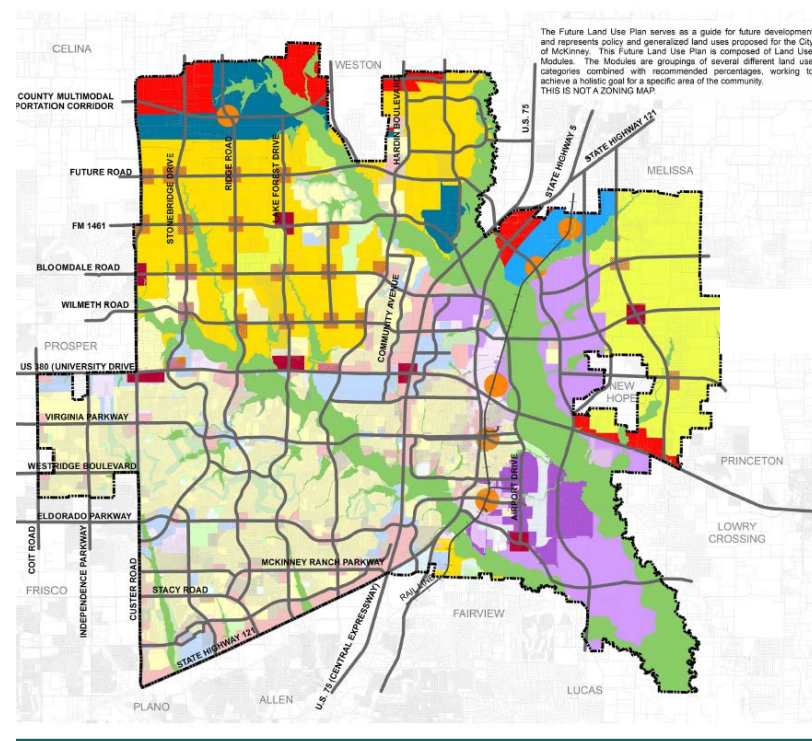 The Future Land Use Plan serves as a guide for future development
and represents policy and generalized land uses proposed for the City
of McKinney. This Future Land Use Plan is composed of Land Use
Modules. The Modules are groupings of several different land use
categories combined with recommended percentages, working to
achieve a holistic goal for a specific area of the community.
THIS IS NOT A ZONING MAP.
CELINA
WESTON
COUNTY MULTIMODAL
PORTATION CORRIDOR
HARDIN BOULEVARD
U.S. 75
STATE HIGHWAY 5
STATE HIGHWAY 121
MELISSA
FUTURE ROAD
STONEBRIDGE DRIVE
RIDGE ROAD
LAKE FOREST DRIVE
FM 1461
BLOOMDALE ROAD
WILMETH ROAD
COMMUNITY AVENUE
PROSPER
US 380 (UNIVERSITY DRIVE)
NEW
HOPE
VIRGINIA PARKWAY
WESTRIDGE BOULEVARD
PRINCETON
AIRPORT DRIVE
ELDORADO PARKWAY
LOWRY
CROSSING
COIT ROAD
INDEPENDENCE PARKWAY
CUSTER ROAD
MCKINNEY RANCH PARKWAY
STACY ROAD
FRISCO
RAIL LINE
FAIRVIEW
STATE HIGHWAY 121
U.S. 75 (CENTRAL EXPRESSWAY)
PLANO
ALLEN
LUCAS